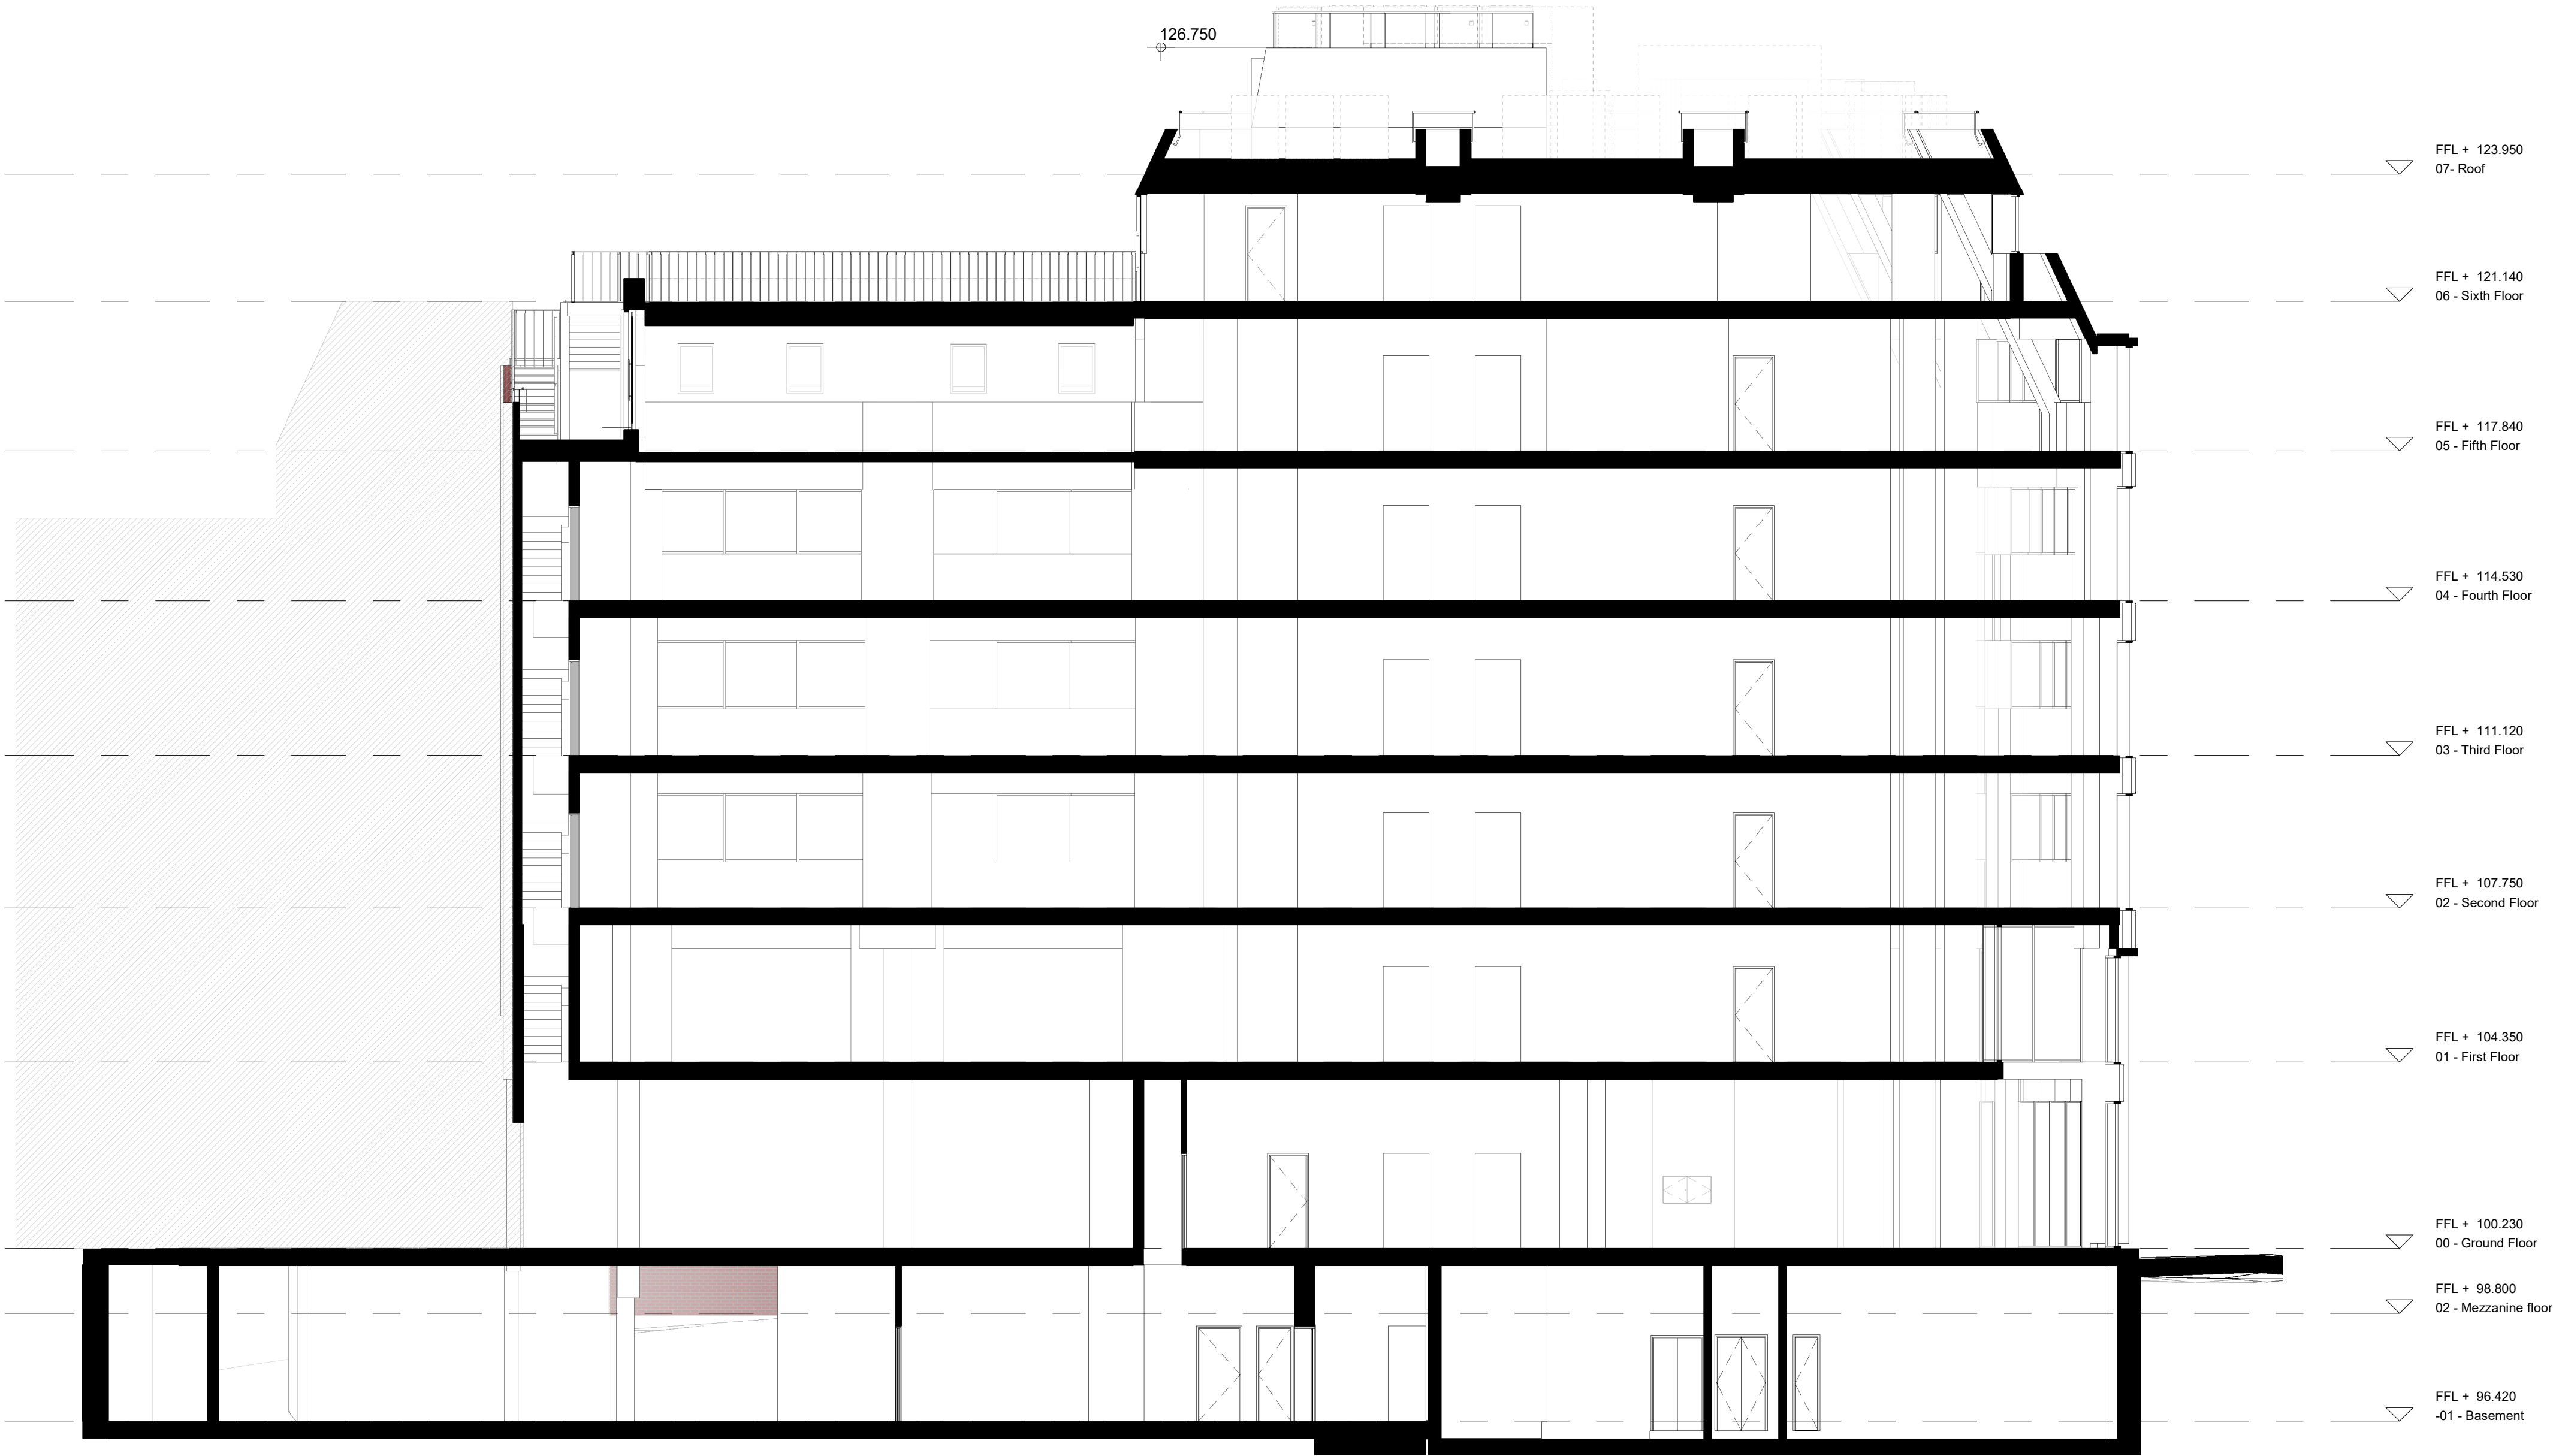 126.750
FFL + 123.950
07- Roof
FFL + 121.140
06 - Sixth Floor
FFL + 117.840
05 - Fifth Floor
FFL + 114.530
04 - Fourth Floor
FFL + 111.120
03 - Third Floor
FFL + 107.750
02 - Second Floor
FFL + 104.350
01 - First Floor
FFL + 100.230
00 - Ground Floor
FFL + 98.800
02 - Mezzanine floor
FFL + 96.420
-01 - Basement